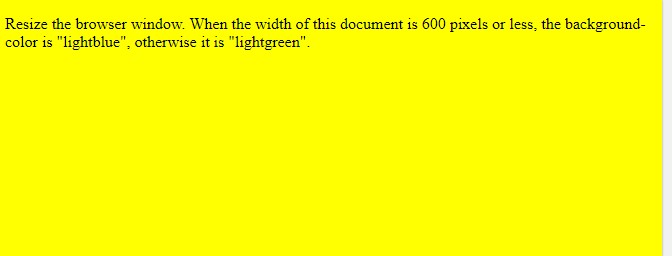 Resize the browser window. When the width of this document is 600 pixels or less, the background-
color is "lightblue", otherwise it is "lightgreen".